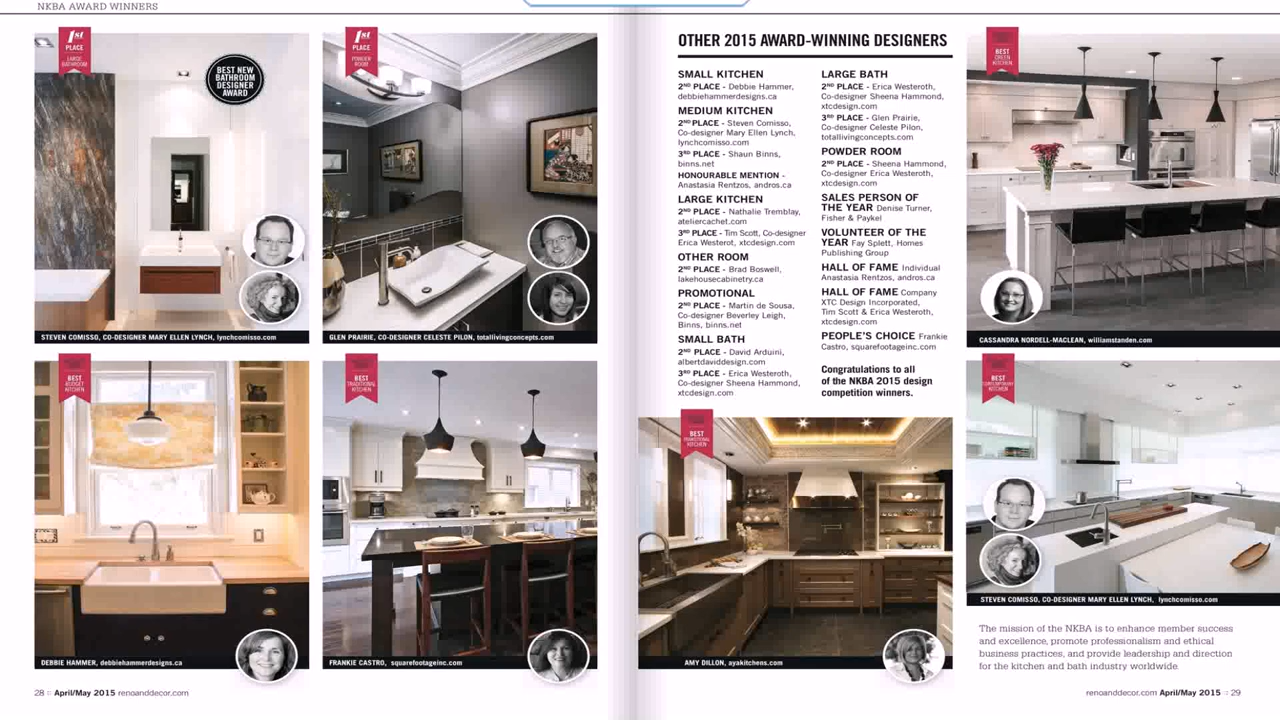 NKBA AWARD WINNERS
1st
PLACE
LARGE
BATHROOM
BEST NEW
BATHROOM
DESIGNER
AWARD
STEVEN COMISSO, CO-DESIGNER MARY ELLEN LYNCH, lynchcomisso.com
1st
PLACE
POWDER
ROOM
GLEN PRAIRIE, CO-DESIGNER CELESTE PILON, totallivingconcepts.com
BEST
BUDGET
KITCHEN
DEBBIE HAMMER, debbiehammerdesigns.ca
BEST
TRADITIONAL
KITCHEN
FRANKIE CASTRO, squarefootageinc.com
28 :: April/May 2015 renoanddecor.com
OTHER 2015 AWARD-WINNING DESIGNERS
SMALL KITCHEN
2ND PLACE - Debbie Hammer,
debbiehammerdesigns.ca
MEDIUM KITCHEN
2ND PLACE - Steven Comisso,
Co-designer Mary Ellen Lynch,
lynchcomisso.com
3RD PLACE - Shaun Binns,
binns.net
HONOURABLE MENTION -
Anastasia Rentzos, andros.ca
LARGE KITCHEN
2ND PLACE - Nathalie Tremblay,
ateliercachet.com
3RD PLACE - Tim Scott, Co-designer
Erica Westerot, xtcdesign.com
OTHER ROOM
2ND PLACE - Brad Boswell,
lakehousecabinetry.ca
PROMOTIONAL
2ND PLACE - Martin de Sousa,
Co-designer Beverley Leigh,
Binns, binns.net
SMALL BATH
2ND PLACE - David Arduini,
albertdaviddesign.com
3RD PLACE - Erica Westeroth,
Co-designer Sheena Hammond,
xtcdesign.com
LARGE BATH
2ND PLACE - Erica Westeroth,
Co-designer Sheena Hammond,
xtcdesign.com
3RD PLACE - Glen Prairie,
Co-designer Celeste Pilon,
totallivingconcepts.com
POWDER ROOM
2ND PLACE - Sheena Hammond,
Co-designer Erica Westeroth,
xtcdesign.com
SALES PERSON OF
THE YEAR Denise Turner,
Fisher & Paykel
VOLUNTEER OF THE
YEAR Fay Splett, Homes
Publishing Group
HALL OF FAME Individual
Anastasia Rentzos, andros.ca
HALL OF FAME Company
XTC Design Incorporated,
Tim Scott & Erica Westeroth,
xtcdesign.com
PEOPLE'S CHOICE Frankie
Castro, squarefootageinc.com
Congratulations to all
of the NKBA 2015 design
competition winners.
BEST
PROMOTIONAL
KITCHEN
AMY DILLON, ayakitchens.com
BEST
GREEN
KITCHEN
CASSANDRA NORDELL-MACLEAN, williamstanden.com
BEST
CONTEMPORARY
KITCHEN
STEVEN COMISSO, CO-DESIGNER MARY ELLEN LYNCH, lynchcomisso.com
The mission of the NKBA is to enhance member success
and excellence, promote professionalism and ethical
business practices, and provide leadership and direction
for the kitchen and bath industry worldwide.
renoanddecor.com April/May 2015 :: 29